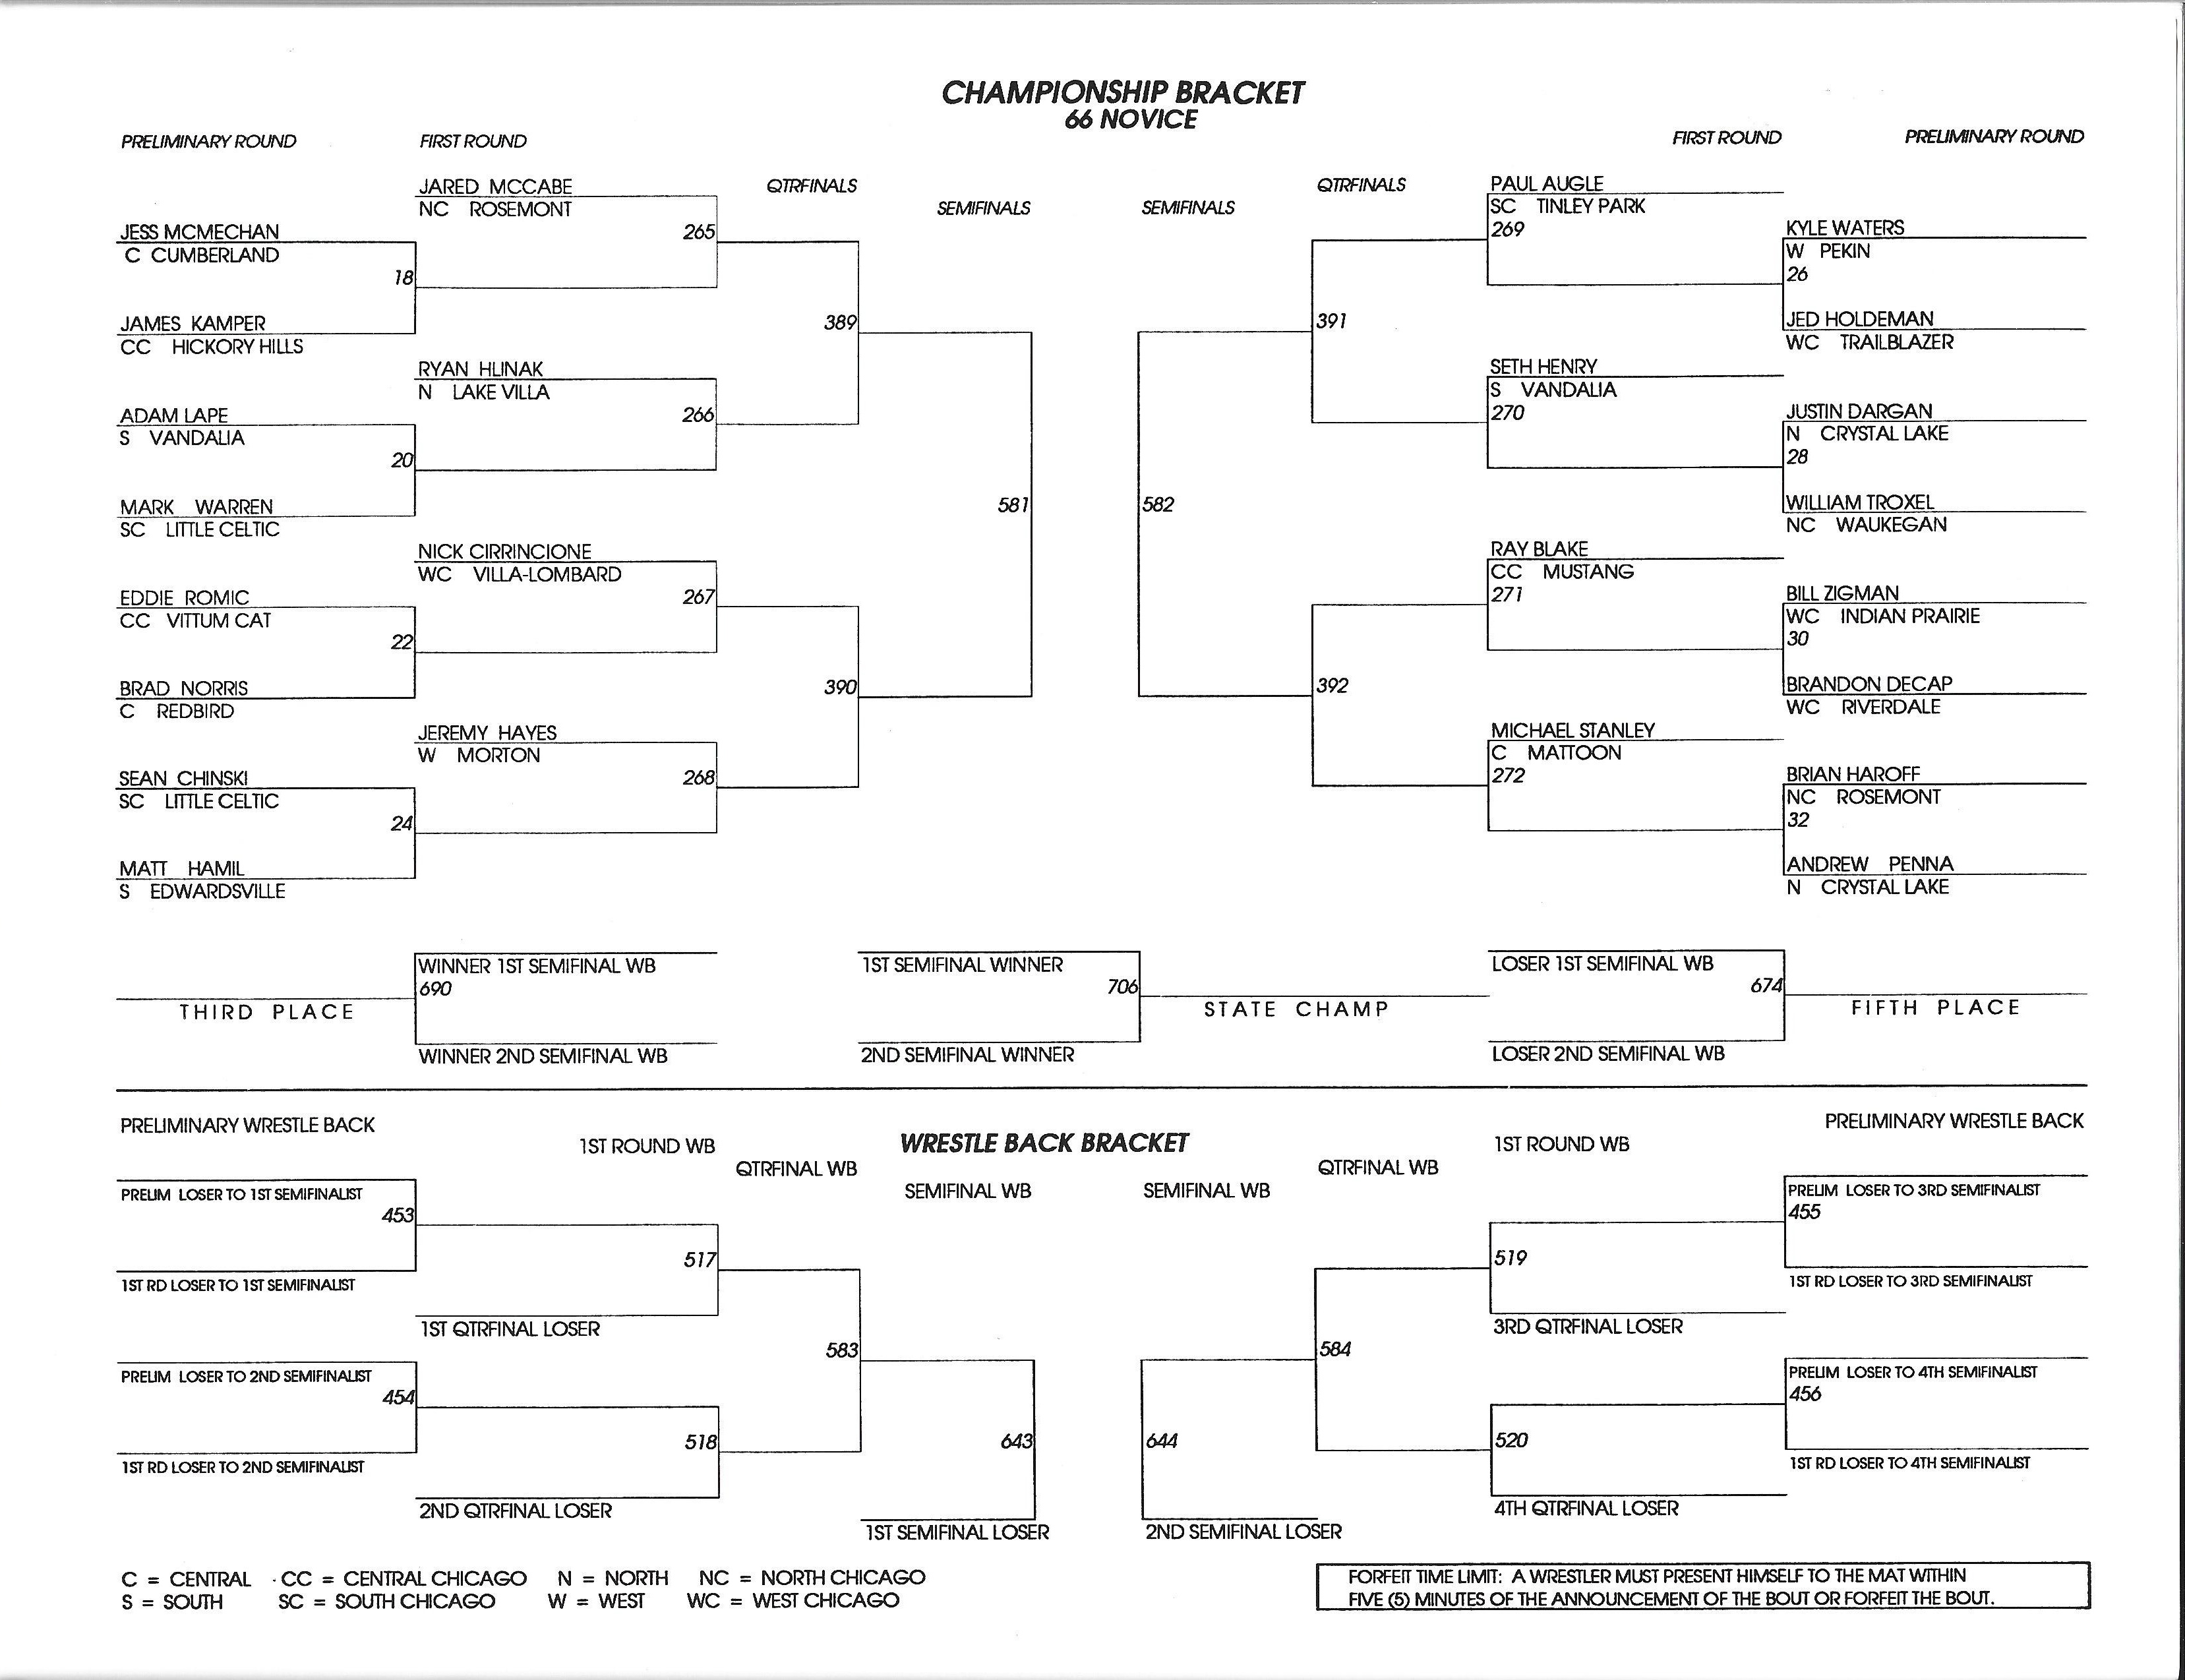 CHAMPIONSHIP BRACKET
66 NOVICE
PRELIMINARY ROUND
FIRST ROUND
QTRFINALS
SEMIFINALS
SEMIFINALS
QTRFINALS
FIRST ROUND
PRELIMINARY ROUND
JARED MCCABE
NC ROSEMONT
265
JESS MCMECHAN
C CUMBERLAND
18
JAMES KAMPER
CC HICKORY HILLS
389
RYAN HLINAK
N LAKE VILLA
266
ADAM LAPE
S VANDALIA
20
MARK WARREN
SC LITTLE CELTIC
581
NICK CIRRINCIONE
WC VILLA-LOMBARD
267
EDDIE ROMIC
CC VITTUM CAT
22
BRAD NORRIS
C REDBIRD
390
JEREMY HAYES
W MORTON
268
SEAN CHINSKI
SC LITTLE CELTIC
24
MATT HAMIL
S EDWARDSVILLE
PAUL AUGLE
SC TINLEY PARK
269
KYLE WATERS
W PEKIN
26
JED HOLDEMAN
WC TRAILBLAZER
391
SETH HENRY
S VANDALIA
270
JUSTIN DARGAN
N CRYSTAL LAKE
28
WILLIAM TROXEL
NC WAUKEGAN
582
RAY BLAKE
CC MUSTANG
271
BILL ZIGMAN
WC INDIAN PRAIRIE
30
BRANDON DECAP
WC RIVERDALE
392
MICHAEL STANLEY
C MATTOON
272
BRIAN HAROFF
NC ROSEMONT
32
ANDREW PENNA
N CRYSTAL LAKE
WINNER 1ST SEMIFINAL WB
690
THIRD PLACE
WINNER 2ND SEMIFINAL WB
1ST SEMIFINAL WINNER
706
STATE CHAMP
2ND SEMIFINAL WINNER
LOSER 1ST SEMIFINAL WB
674
FIFTH PLACE
LOSER 2ND SEMIFINAL WB
WRESTLE BACK BRACKET
PRELIMINARY WRESTLE BACK
1ST ROUND WB
QTRFINAL WB
SEMIFINAL WB
SEMIFINAL WB
QTRFINAL WB
1ST ROUND WB
PRELIMINARY WRESTLE BACK
PRELIM LOSER TO 1ST SEMIFINALIST
453
1ST RD LOSER TO 1ST SEMIFINALIST
517
1ST QTRFINAL LOSER
583
PRELIM LOSER TO 2ND SEMIFINALIST
454
1ST RD LOSER TO 2ND SEMIFINALIST
518
2ND QTRFINAL LOSER
643
1ST SEMIFINAL LOSER
PRELIM LOSER TO 3RD SEMIFINALIST
455
1ST RD LOSER TO 3RD SEMIFINALIST
519
3RD QTRFINAL LOSER
584
PRELIM LOSER TO 4TH SEMIFINALIST
456
1ST RD LOSER TO 4TH SEMIFINALIST
520
4TH QTRFINAL LOSER
644
2ND SEMIFINAL LOSER
C = CENTRAL CC = CENTRAL CHICAGO N = NORTH NC = NORTH CHICAGO
S = SOUTH SC = SOUTH CHICAGO W = WEST WC = WEST CHICAGO
FORFEIT TIME LIMIT: A WRESTLER MUST PRESENT HIMSELF TO THE MAT WITHIN
FIVE (5) MINUTES OF THE ANNOUNCEMENT OF THE BOUT OR FORFEIT THE BOUT.